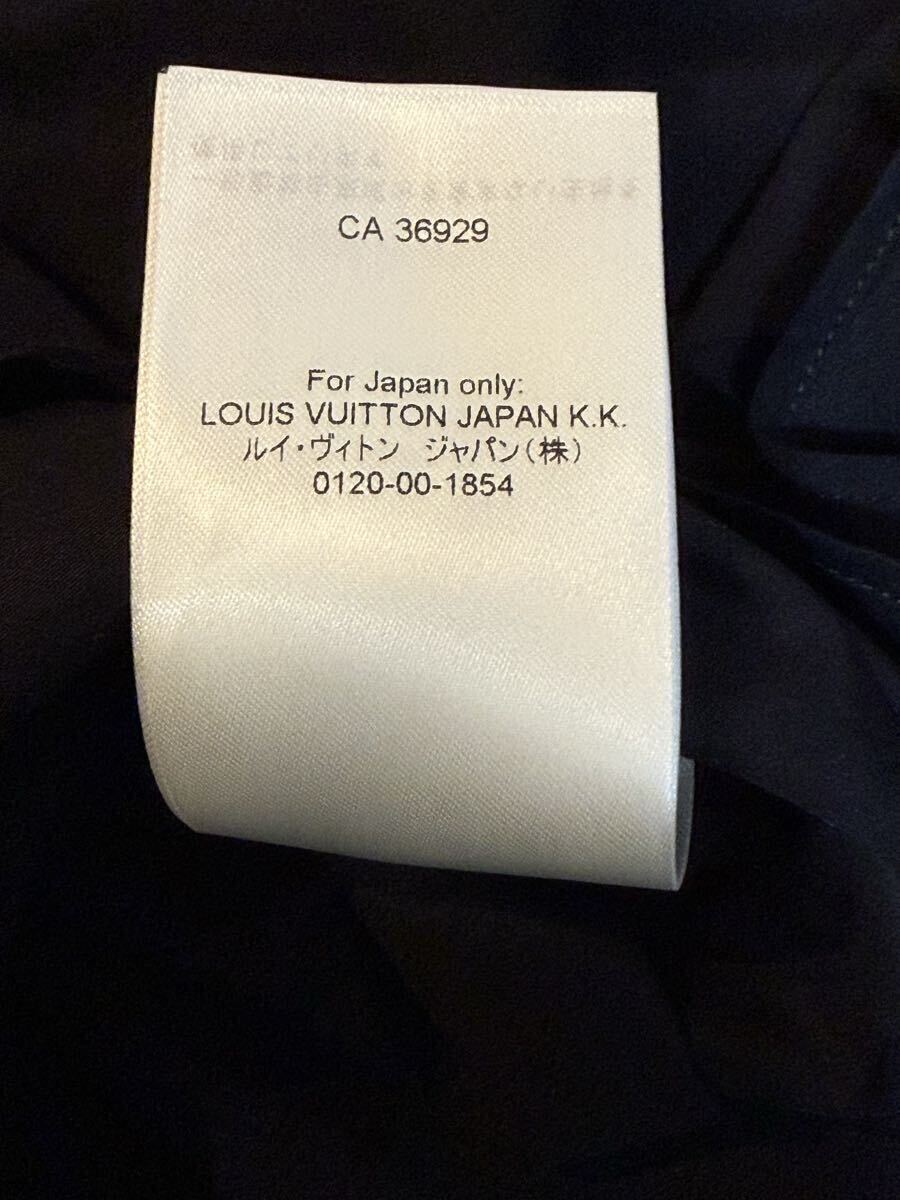 CA 36929
For Japan only:
LOUIS VUITTON JAPAN K.K.
ルイ・ヴィトン ジャパン(株)
0120-00-1854